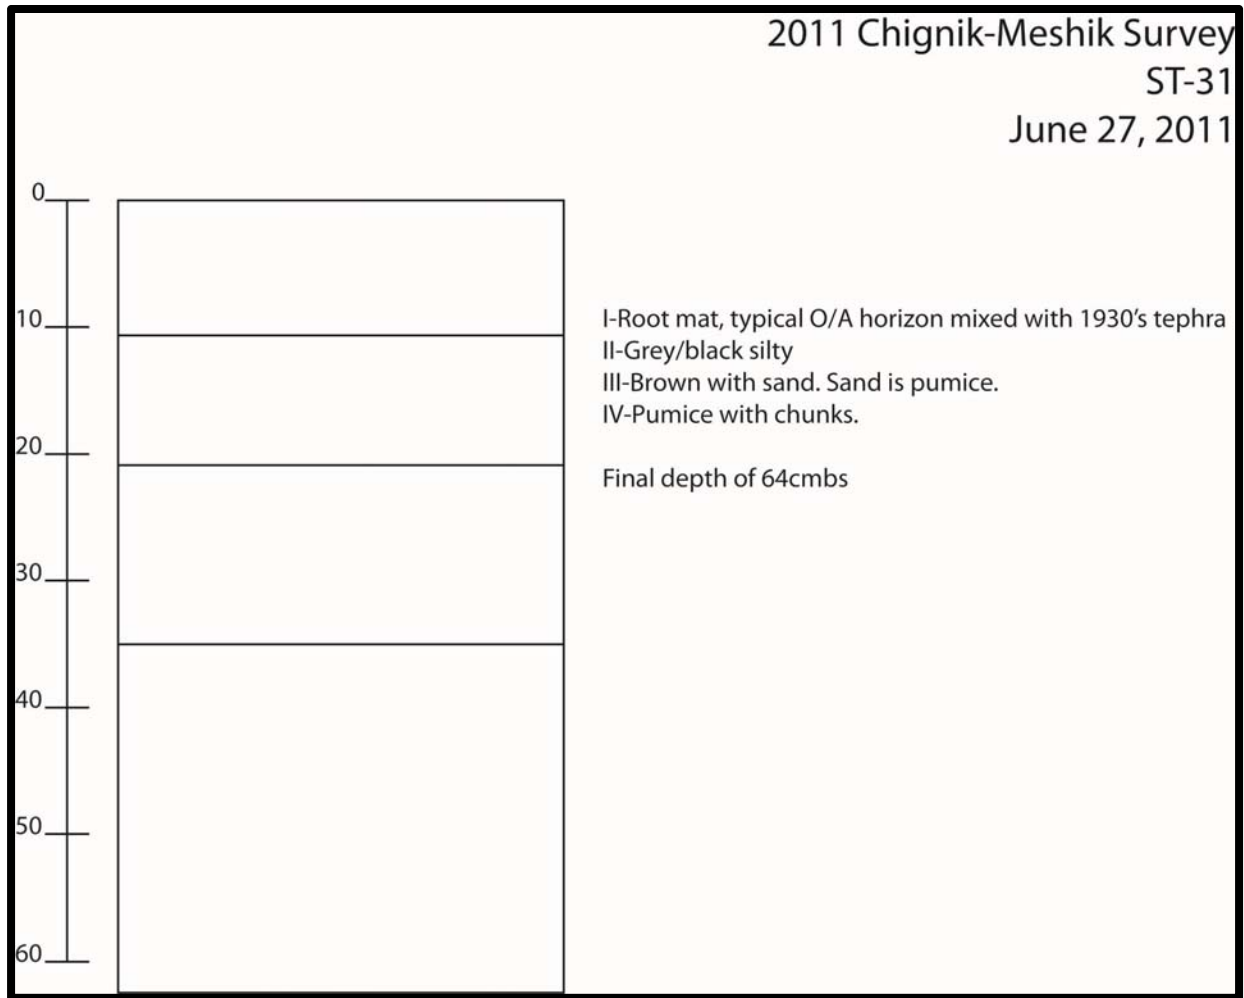 2011 Chignik-Meshik Survey
ST-31
June 27, 2011
0
10
20
30
40
50
60
I-Root mat, typical O/A horizon mixed with 1930's tephra
II-Grey/black silty
III-Brown with sand. Sand is pumice.
IV-Pumice with chunks.
Final depth of 64cmbs